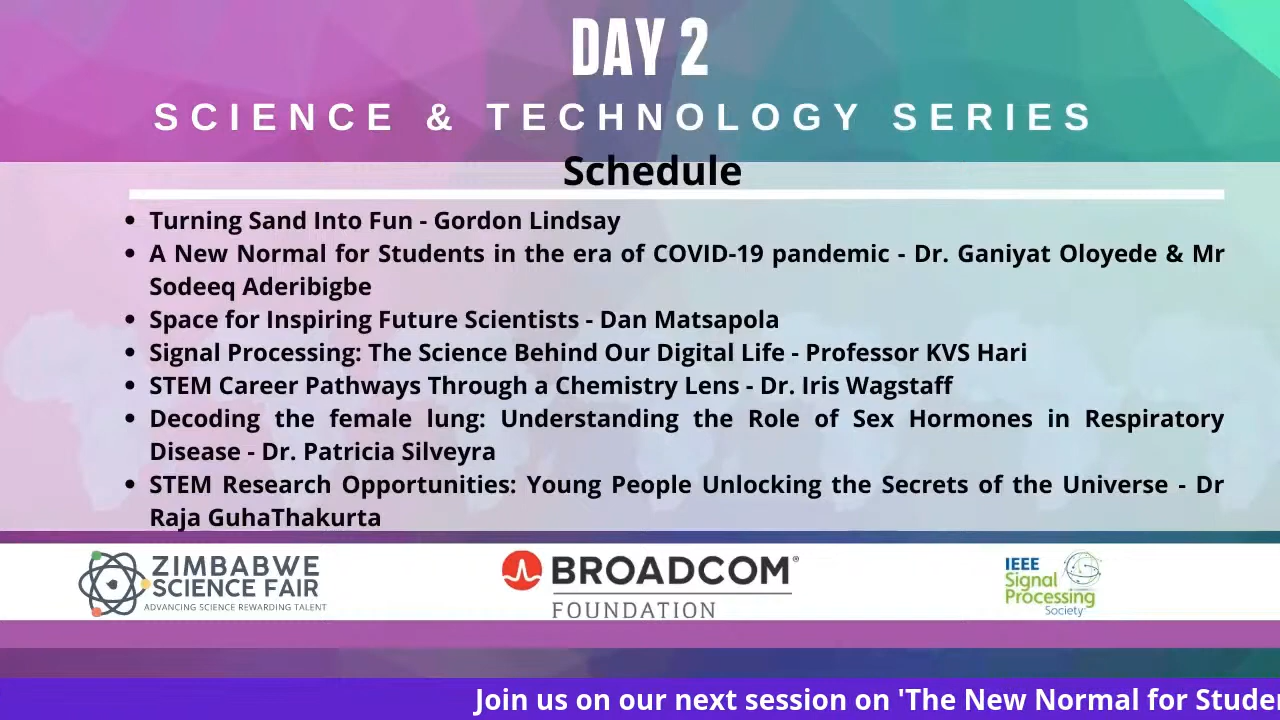 DAY 2
SCIENCE & TECHNOLOGY SERIES
Schedule
• Turning Sand Into Fun - Gordon Lindsay
• A New Normal for Students in the era of COVID-19 pandemic - Dr. Ganiyat Oloyede & Mr
Sodeeq Aderibigbe
• Space for Inspiring Future Scientists - Dan Matsapola
• Signal Processing: The Science Behind Our Digital Life - Professor KVS Hari
• STEM Career Pathways Through a Chemistry Lens - Dr. Iris Wagstaff
• Decoding the female lung: Understanding the Role of Sex Hormones in Respiratory
Disease - Dr. Patricia Silveyra
• STEM Research Opportunities: Young People Unlocking the Secrets of the Universe - Dr
Raja GuhaThakurta
ZIMBABWE
SCIENCE FAIR
ADVANCING SCIENCE REWARDING TALENT
BROADCOM®
FOUNDATION
IEEE
Signal
Processing
Society
Join us on our next session on 'The New Normal for Stude